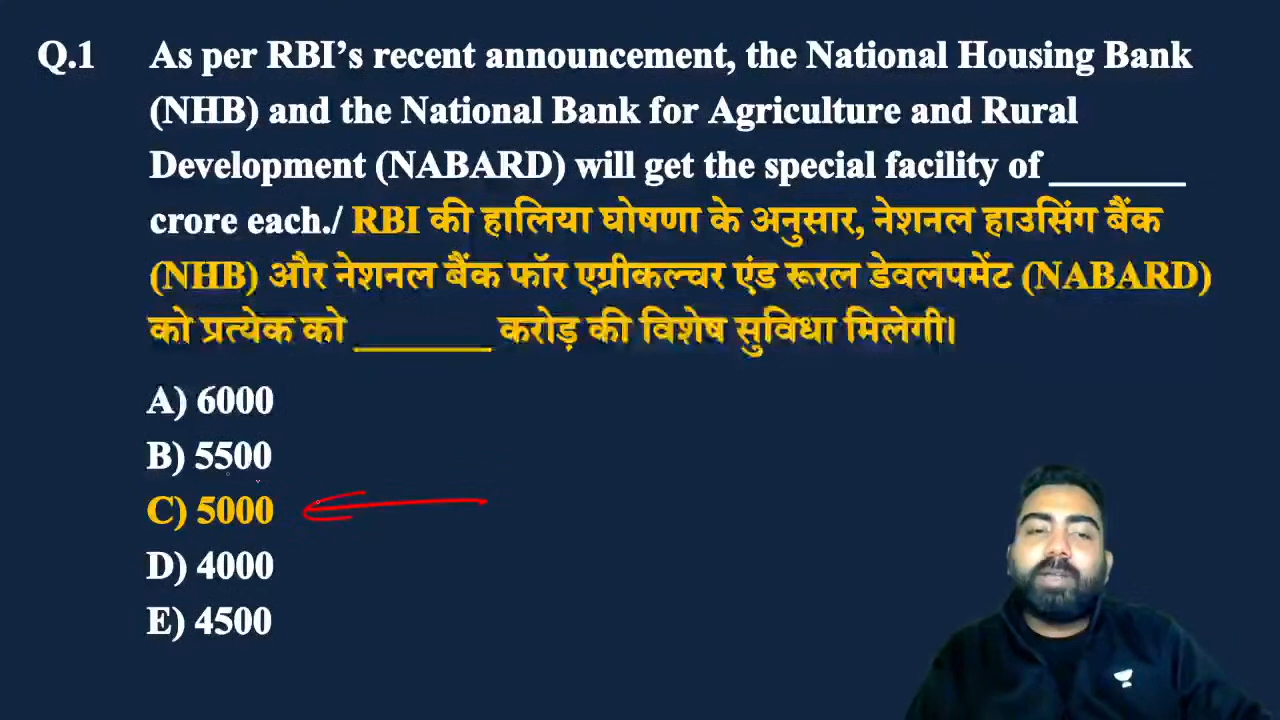 Q.1 As per RBI’s recent announcement, the National Housing Bank
(NHB) and the National Bank for Agriculture and Rural
Development (NABARD) will get the special facility of ________
crore each./ RBI की हालिया घोषणा के अनुसार, नेशनल हाउसिंग बैंक
(NHB) और नेशनल बैंक फॉर एग्रीकल्चर एंड रूरल डेवलपमेंट (NABARD)
को प्रत्येक को ________ करोड़ की विशेष सुविधा मिलेगी।
A) 6000
B) 5500
C) 5000
D) 4000
E) 4500